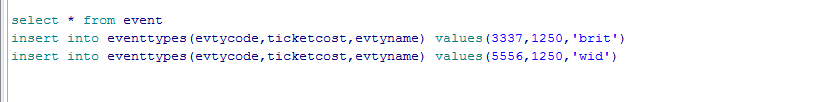 select * from event
insert into eventtypes(evtycode,ticketcost,evtyname) values(3337,1250,'brit')
insert into eventtypes(evtycode,ticketcost,evtyname) values(5556,1250,'wid')